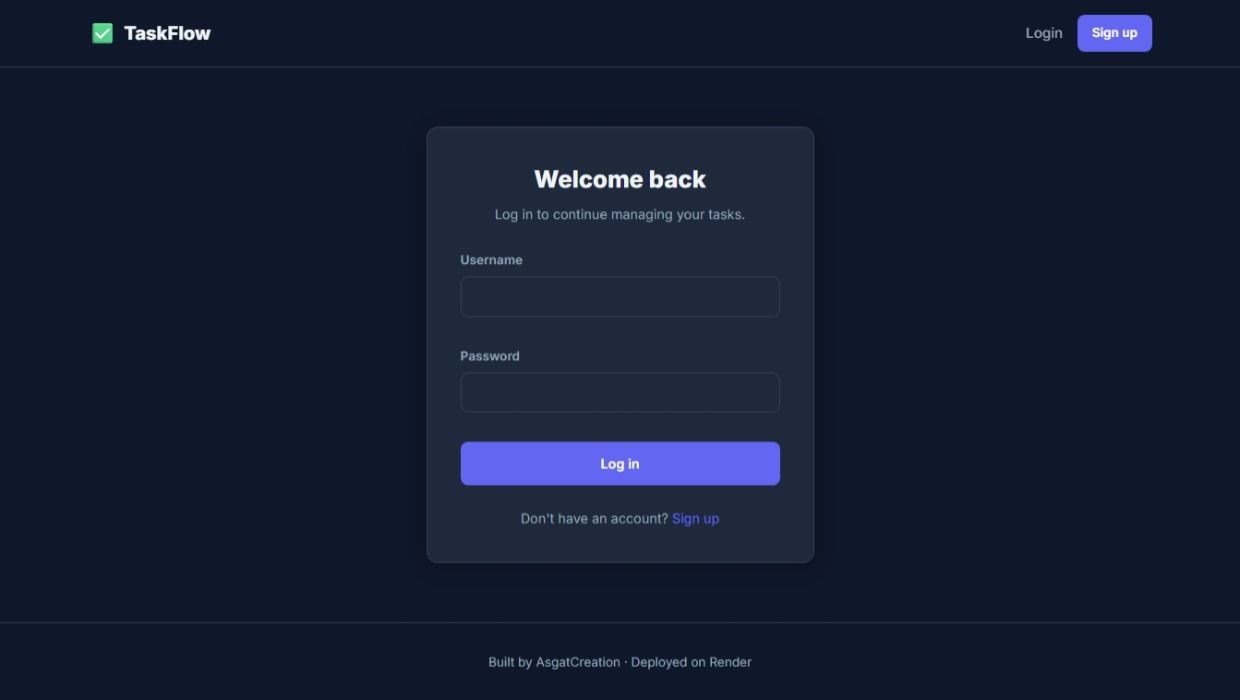 TaskFlow
Login
Sign up
Welcome back
Log in to continue managing your tasks.
Username
Password
Log in
Don't have an account? Sign up
Built by AsgatCreation · Deployed on Render